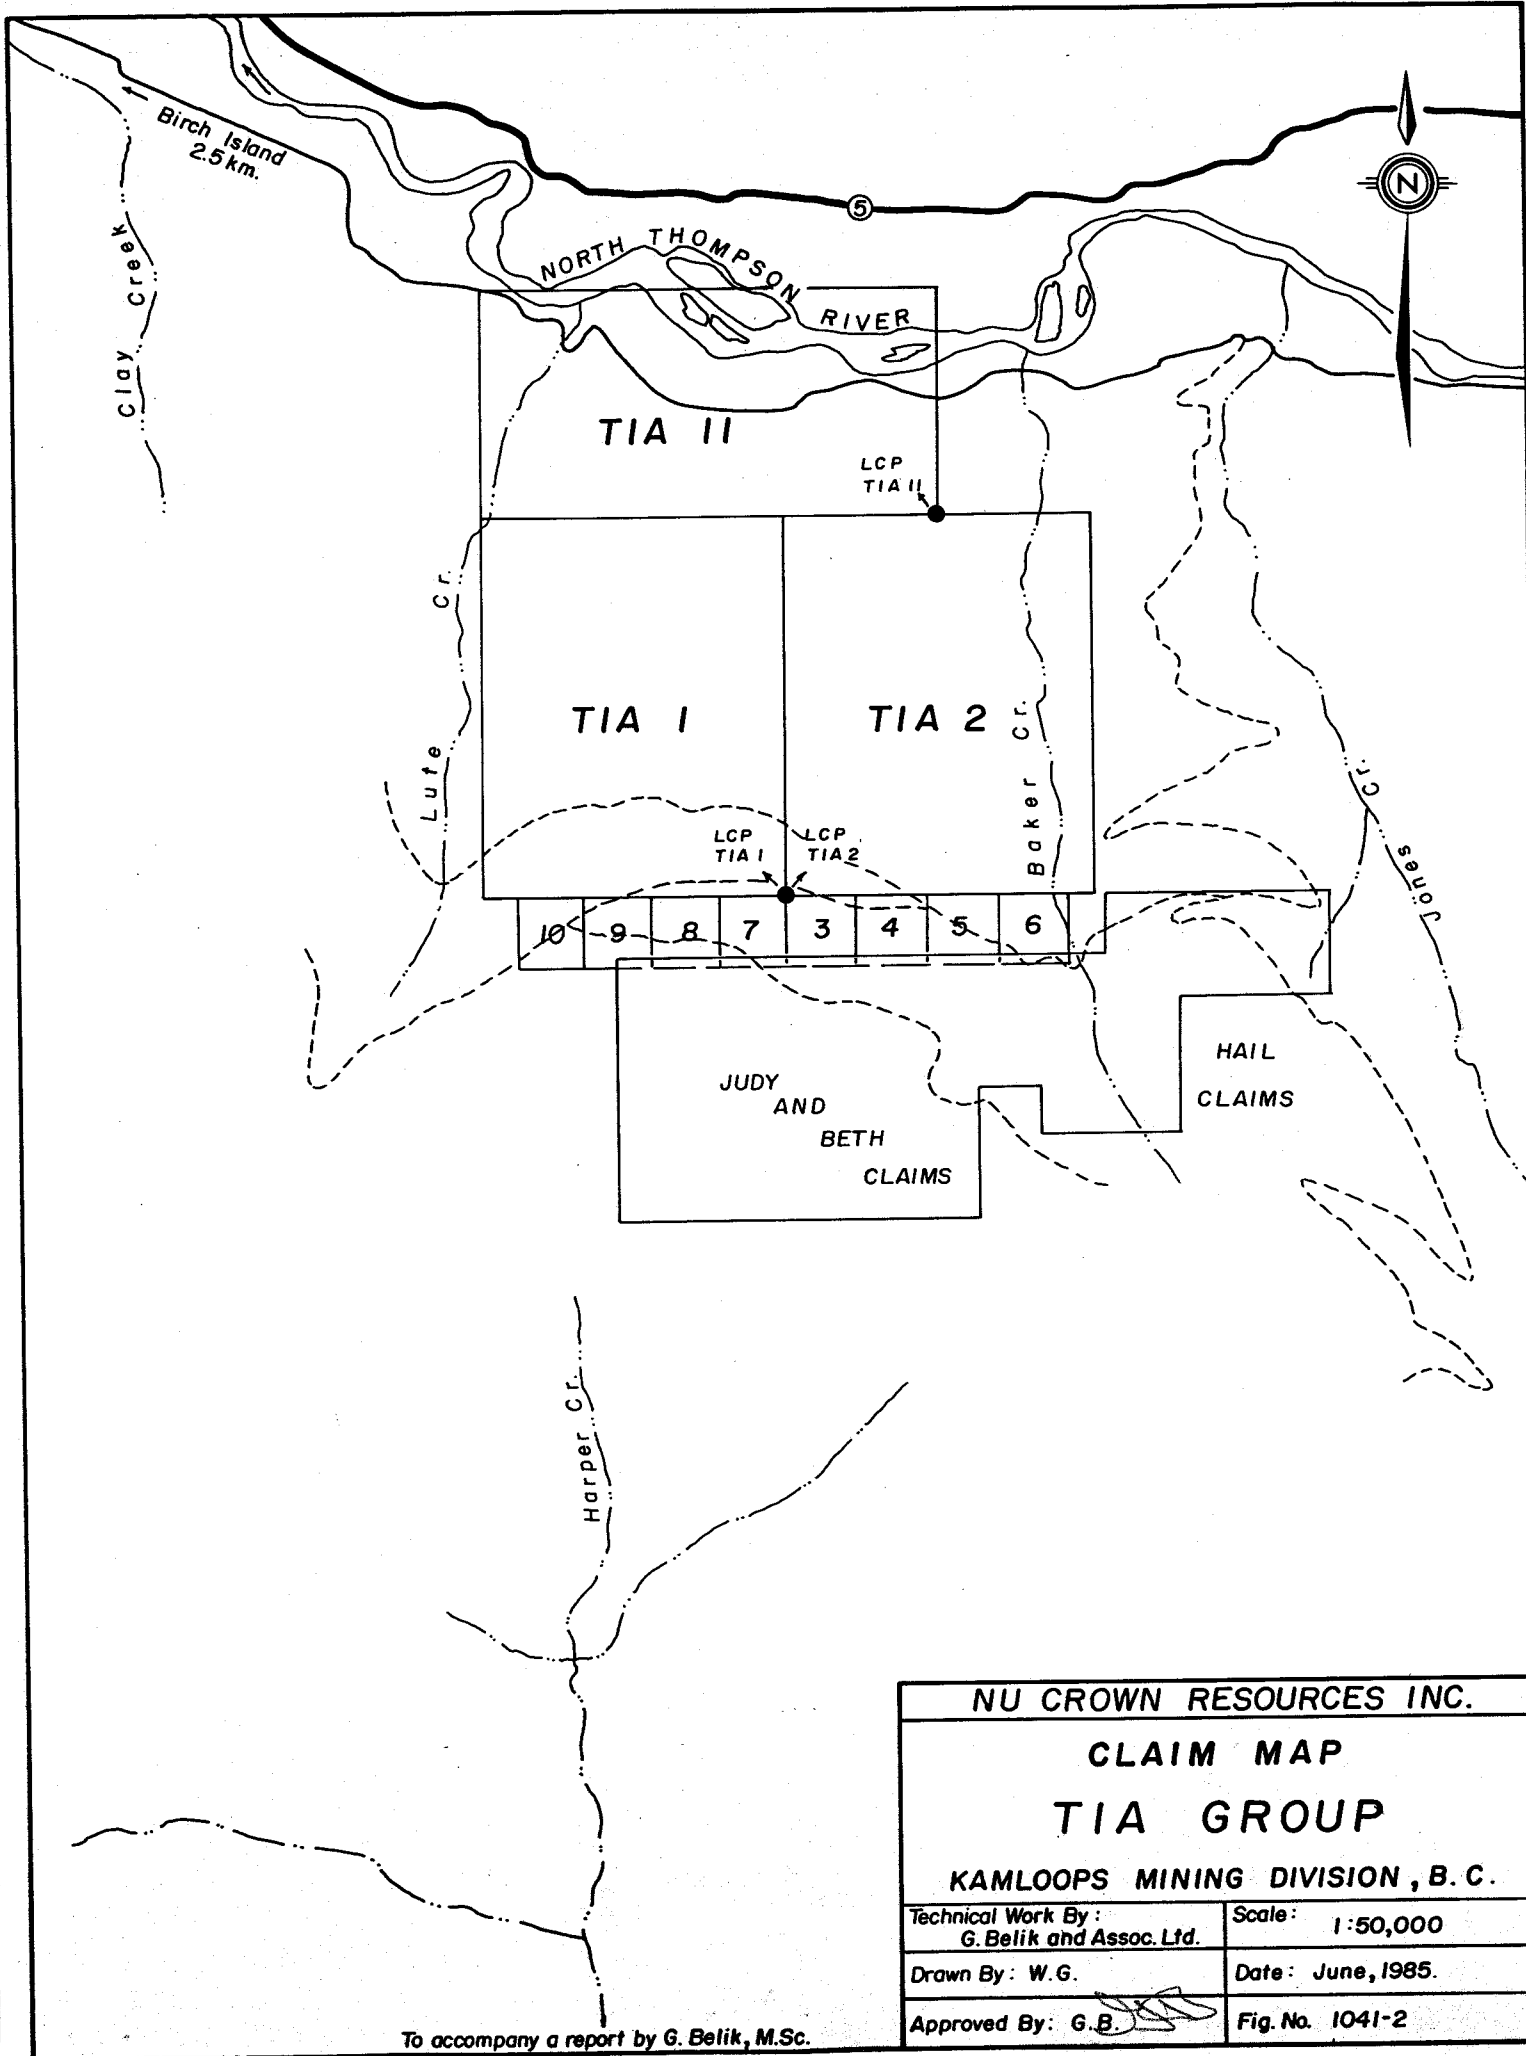 Birch Island
2.5 km.
N
5
Clay Creek
NORTH THOMPSON RIVER
TIA 11
LCP
TIA 11
Lute Cr.
TIA 1
TIA 2
Baker Cr.
Jones Cr.
LCP
TIA 1
LCP
TIA 2
10 9 8 7 3 4 5 6
JUDY
AND
BETH
CLAIMS
HAIL
CLAIMS
Harper Cr.
NU CROWN RESOURCES INC.
CLAIM MAP
TIA GROUP
KAMLOOPS MINING DIVISION, B.C.
Technical Work By:
G. Belik and Assoc. Ltd.
Scale: 1:50,000
Drawn By: W.G.
Date: June, 1985.
Approved By: G.B.
Fig. No. 1041-2
To accompany a report by G. Belik, M.Sc.